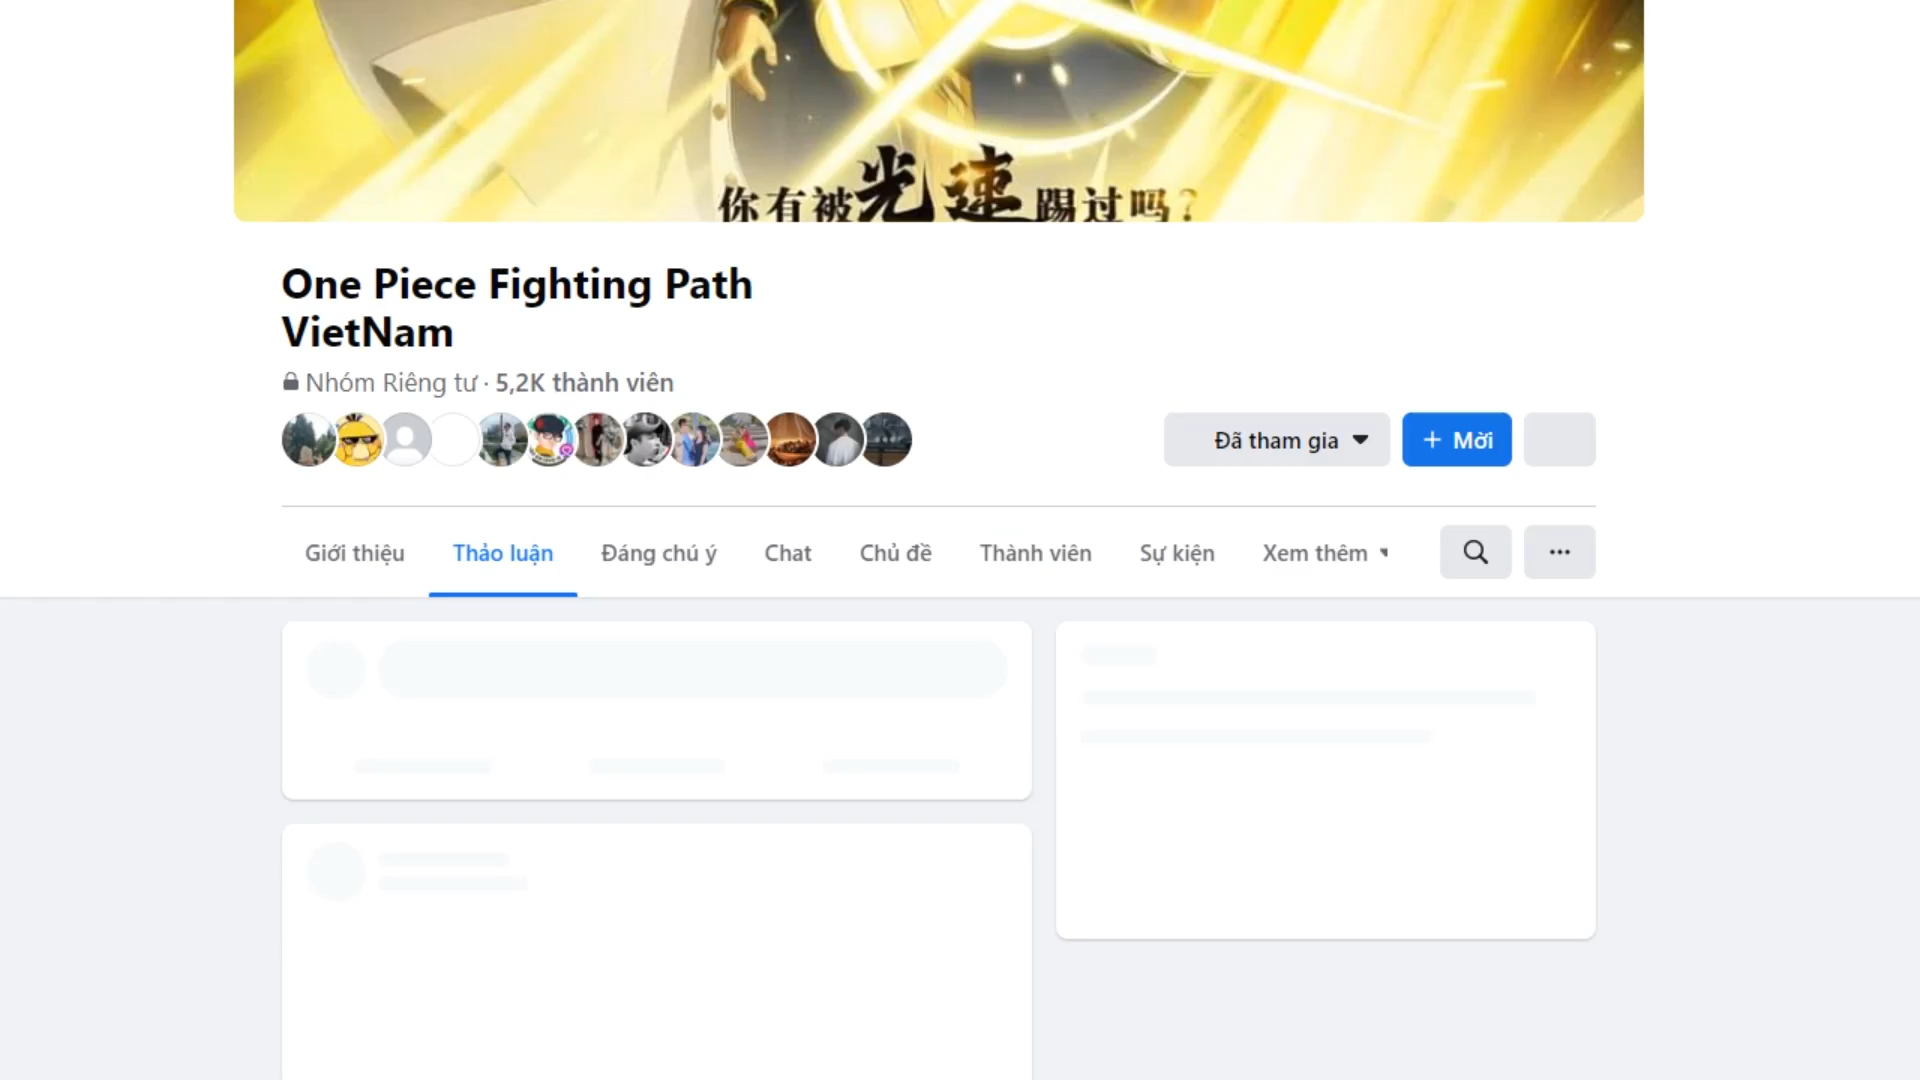 你有被光速踢过吗?
One Piece Fighting Path
VietNam
Nhóm Riêng tư · 5,2K thành viên
Đã tham gia
+ Mời
Giới thiệu
Thảo luận
Đáng chú ý
Chat
Chủ đề
Thành viên
Sự kiện
Xem thêm